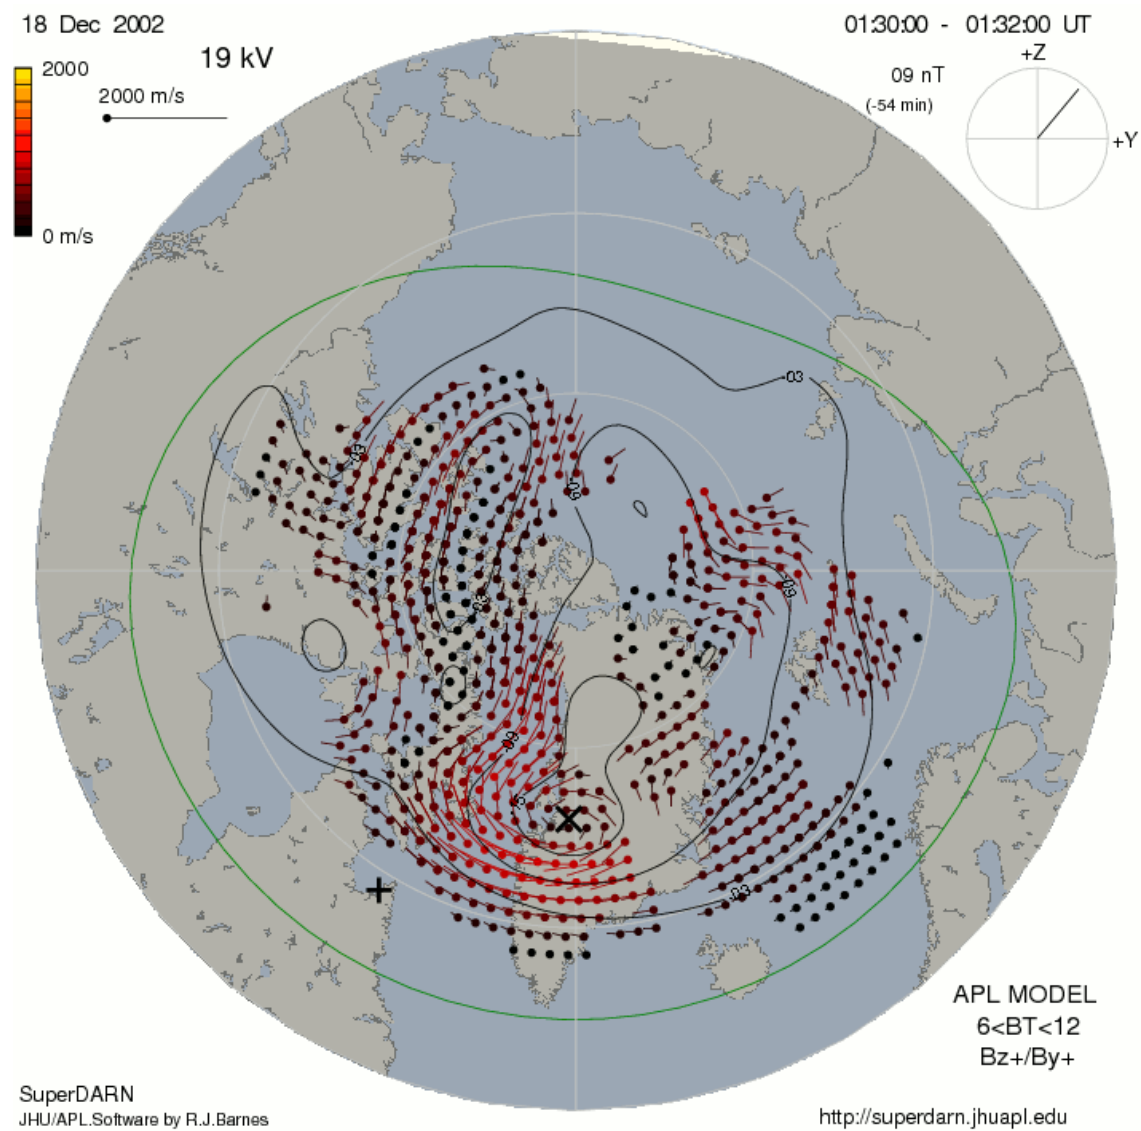 18 Dec 2002
01:30:00 - 01:32:00 UT
19 kV
+Z
09 nT
(-54 min)
+Y
2000
2000 m/s
0 m/s
-03
-09
-03
-09
-03
-09
-03
APL MODEL
6<BT<12
Bz+/By+
SuperDARN
JHU/APL.Software by R.J.Barnes
http://superdarn.jhuapl.edu